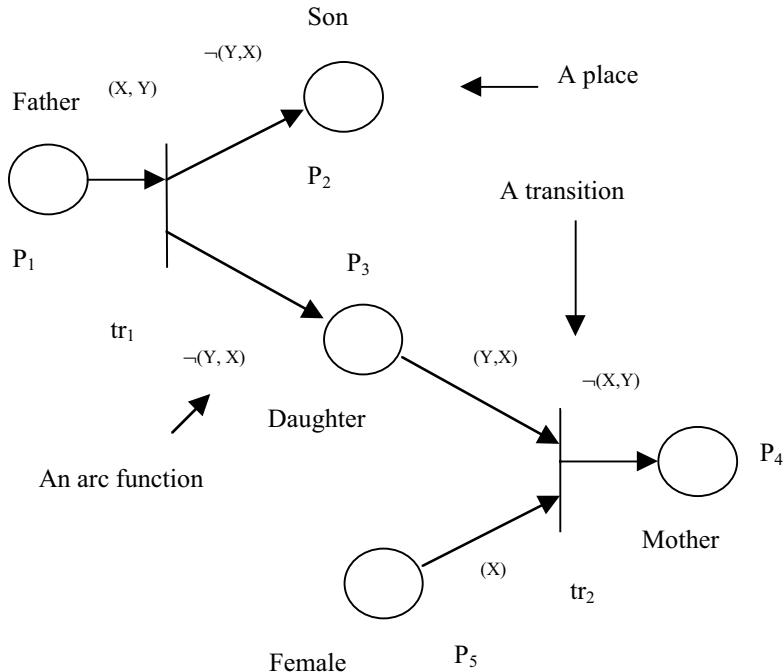 Son
¬(Y,X)
A place
(X, Y)
Father
P₂
A transition
P₁
P₃
tr₁
¬(Y, X)
(Y,X)
¬(X,Y)
Daughter
An arc function
P₄
Mother
(X)
tr₂
Female
P₅